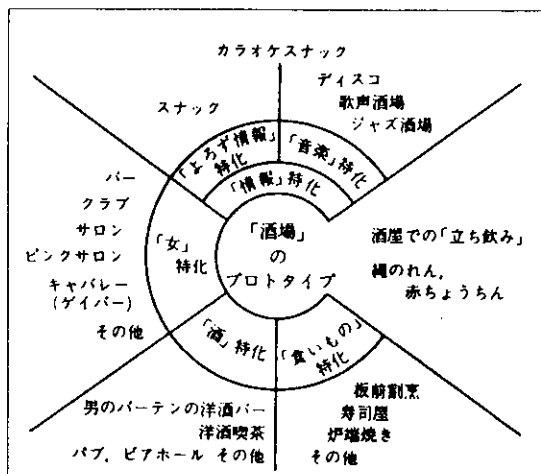 カラオケスナック
ディスコ
歌声酒場
ジャズ酒場
スナック
「よろず情報」
特化
「音楽」特化
「情報」特化
バー
クラブ
サロン
ピンクサロン
キャバレー
(ゲイバー)
その他
「女」
特化
「酒場」
の
プロトタイプ
酒屋での「立ち飲み」
縄のれん,
赤ちょうちん
「酒」特化
「食いもの」
特化
男のバーテンの洋酒バー
洋酒喫茶
パブ, ビアホール その他
板前割烹
寿司屋
炉端焼き
その他